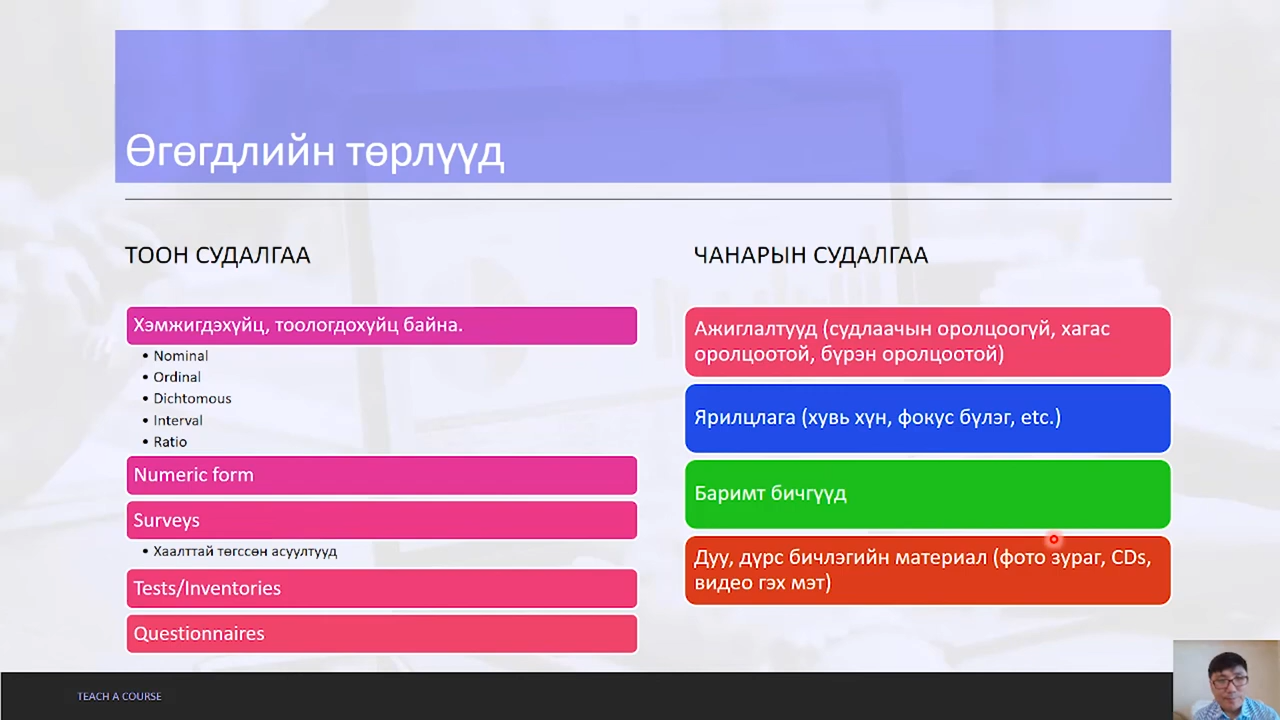 Өгөгдлийн төрлүүд
ТООН СУДАЛГАА
Хэмжигдэхүйц, тоологдохуйц байна.
• Nominal
• Ordinal
• Dichtomous
• Interval
• Ratio
Numeric form
Surveys
• Хаалттай төгссөн асуултууд
Tests/Inventories
Questionnaires
ЧАНАРЫН СУДАЛГАА
Ажиглалтууд (судлаачын оролцоогүй, хагас
оролцоотой, бүрэн оролцоотой)
Ярилцлага (хувь хүн, фокус бүлэг, etc.)
Баримт бичгүүд
Дуу, дүрс бичлэгийн материал (фото зураг, CDs,
видео гэх мэт)
TEACH A COURSE